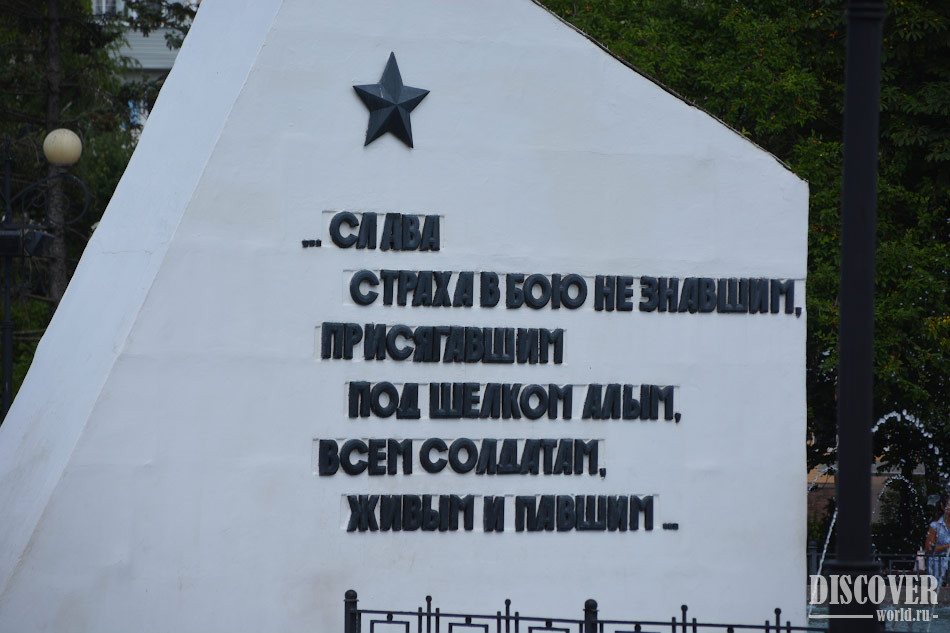 ... СЛАВА
СТРАХА В БОЮ НЕ ЗНАВШИМ,
ПРИСЯГАВШИМ
ПОД ШЕЛКОМ АЛЫМ,
ВСЕМ СОЛДАТАМ,
ЖИВЫМ И ПАВШИМ ...
DISCOVER
world.ru